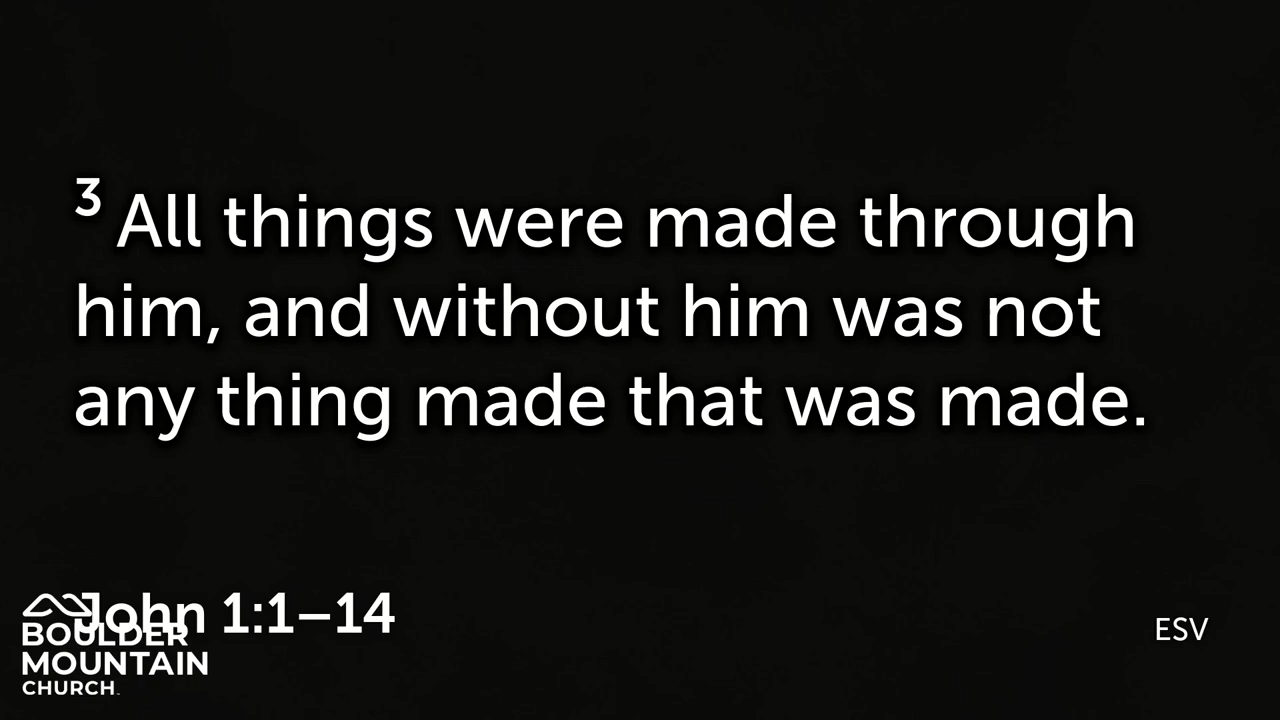 3 All things were made through
him, and without him was not
any thing made that was made.
John 1:1–14
BOULDER
MOUNTAIN
CHURCH
ESV